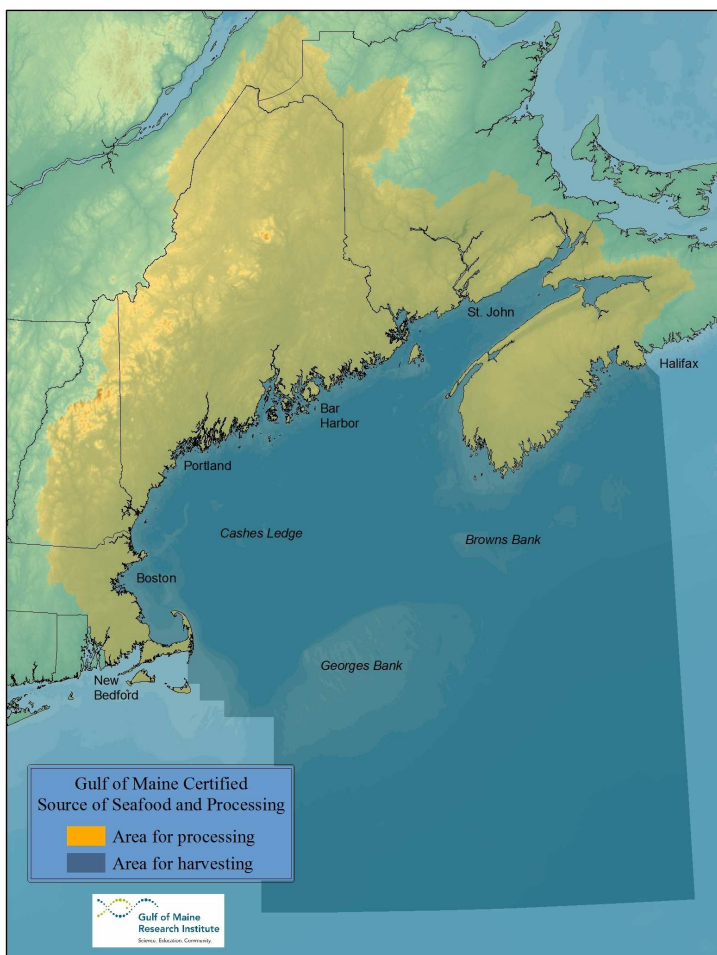 St. John
Halifax
Bar
Harbor
Portland
Cashes Ledge
Browns Bank
Boston
Georges Bank
New
Bedford
Gulf of Maine Certified
Source of Seafood and Processing
Area for processing
Area for harvesting
Gulf of Maine
Research Institute
Science. Education. Community.